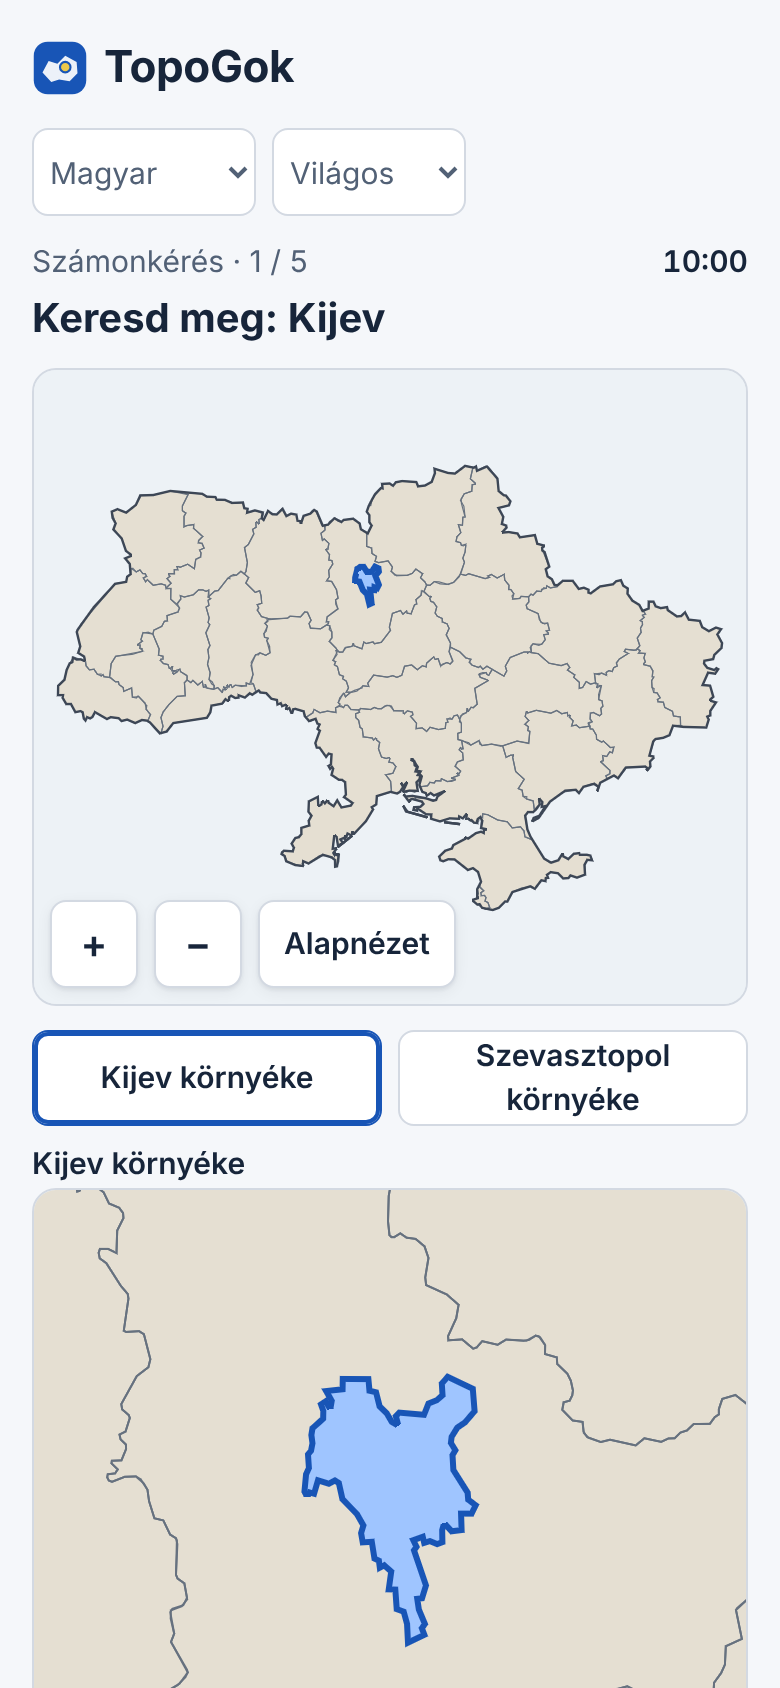 TopoGok
Magyar
Világos
Számonkérés · 1 / 5
10:00
Keresd meg: Kijev
+
−
Alapnézet
Kijev környéke
Szevasztopol
környéke
Kijev környéke